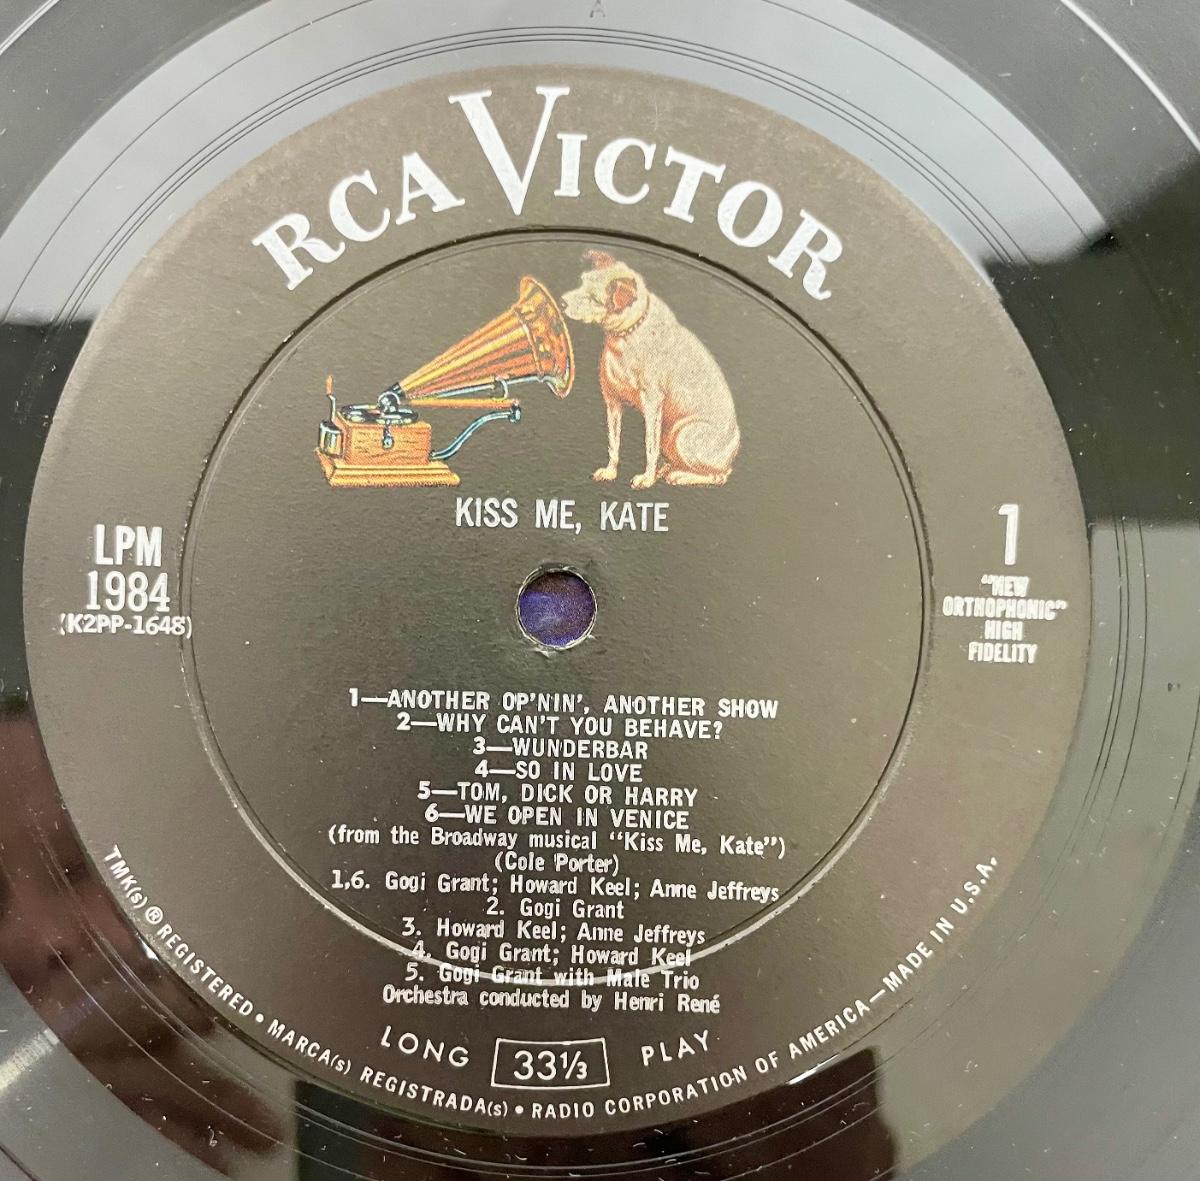 RCA VICTOR
KISS ME, KATE
LPM
1984
(K2PP-1648)
1
"NEW
ORTHOPHONIC"
HIGH
FIDELITY
1—ANOTHER OP'NIN', ANOTHER SHOW
2—WHY CAN'T YOU BEHAVE?
3—WUNDERBAR
4—SO IN LOVE
5—TOM, DICK OR HARRY
6—WE OPEN IN VENICE
(from the Broadway musical "Kiss Me, Kate")
(Cole Porter)
1,6. Gogi Grant; Howard Keel; Anne Jeffreys
2. Gogi Grant
3. Howard Keel; Anne Jeffreys
4. Gogi Grant; Howard Keel
5. Gogi Grant with Male Trio
Orchestra conducted by Henri René
LONG 33⅓ PLAY
TMK(s) ® REGISTERED • MARCA(s) REGISTRADA(s) • RADIO CORPORATION OF AMERICA—MADE IN U.S.A.